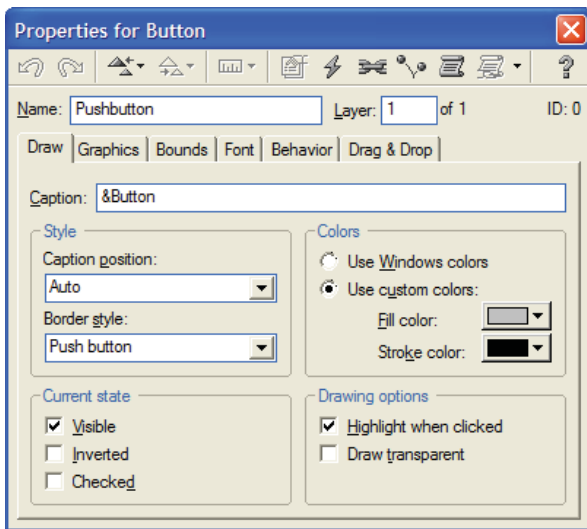 Properties for Button
?
Name: Pushbutton Layer: 1 of 1 ID: 0
Draw Graphics Bounds Font Behavior Drag & Drop
Caption: &Button
Style
Caption position:
Auto
Border style:
Push button
Colors
Use Windows colors
Use custom colors:
Fill color:
Stroke color:
Current state
Visible
Inverted
Checked
Drawing options
Highlight when clicked
Draw transparent